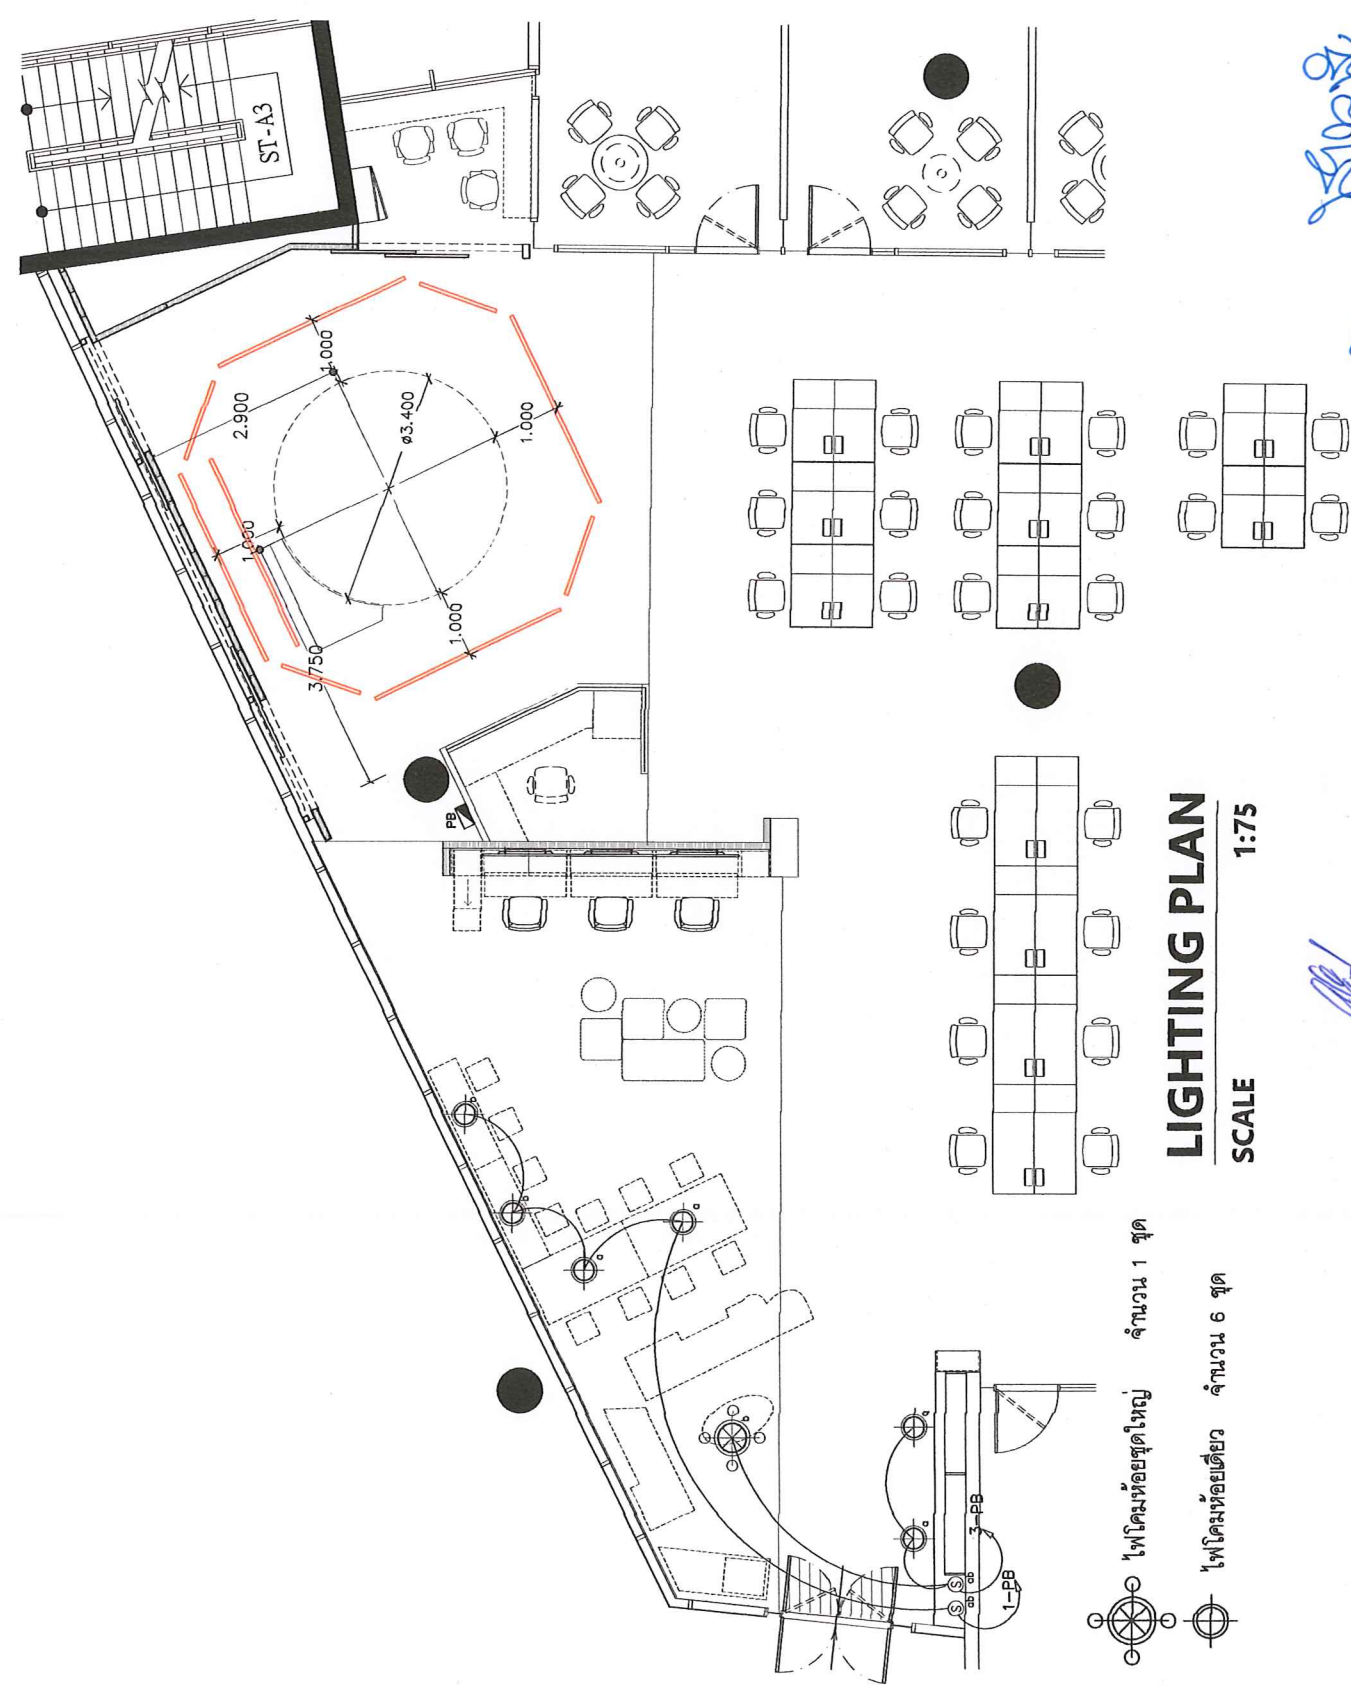 ST-A3
1.000
2.900
ø3.400
1.000
1.000
1.000
3.750
PB
b
b
a
a
b
a
a
ab
ab
3-PB
1-PB
LIGHTING PLAN
SCALE 1:75
ไฟโคมห้อยชุดใหญ่ จำนวน 1 ชุด
ไฟโคมห้อยเดี่ยว จำนวน 6 ชุด
S
S